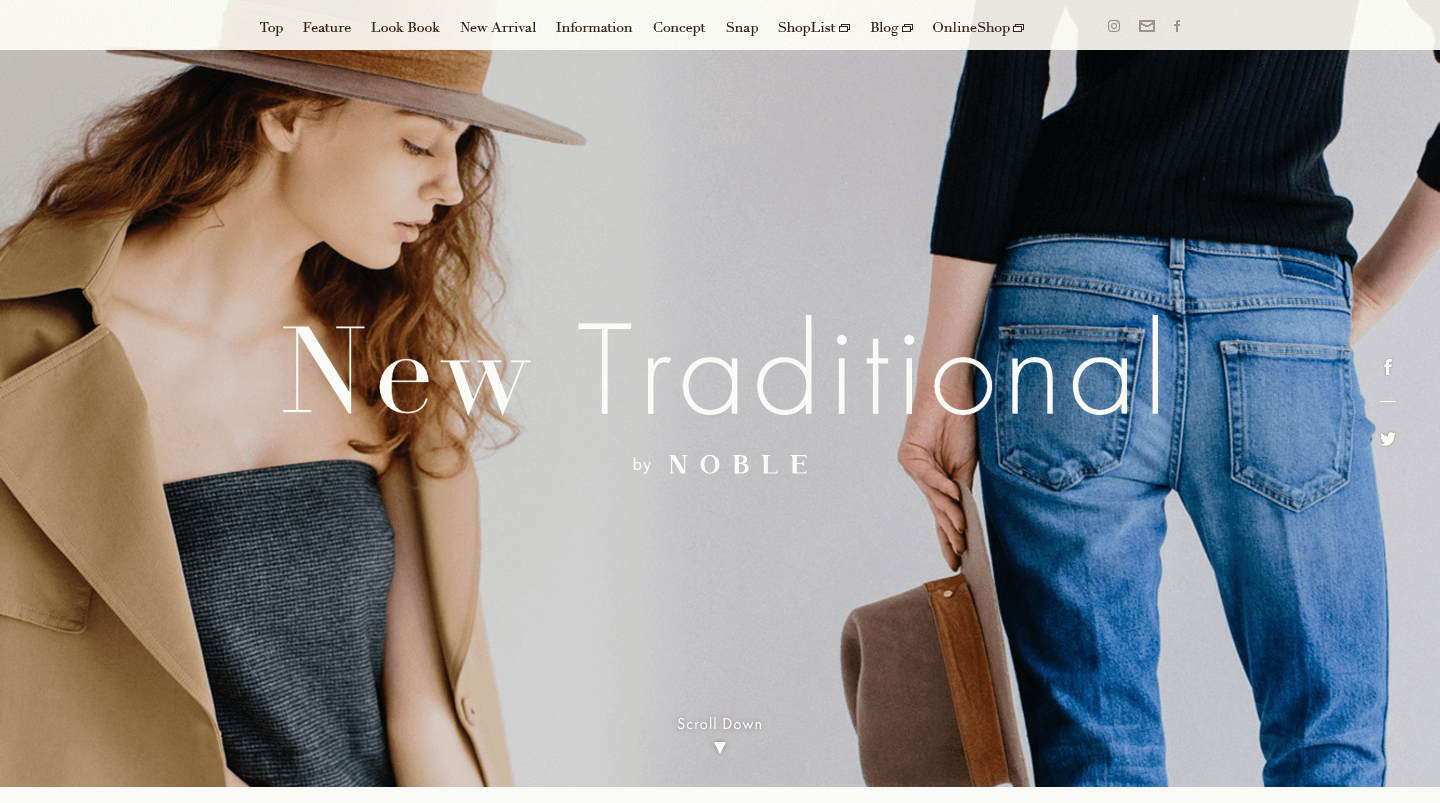 Top Feature Look Book New Arrival Information Concept Snap ShopList Blog OnlineShop
New Traditional
by NOBLE
Scroll Down